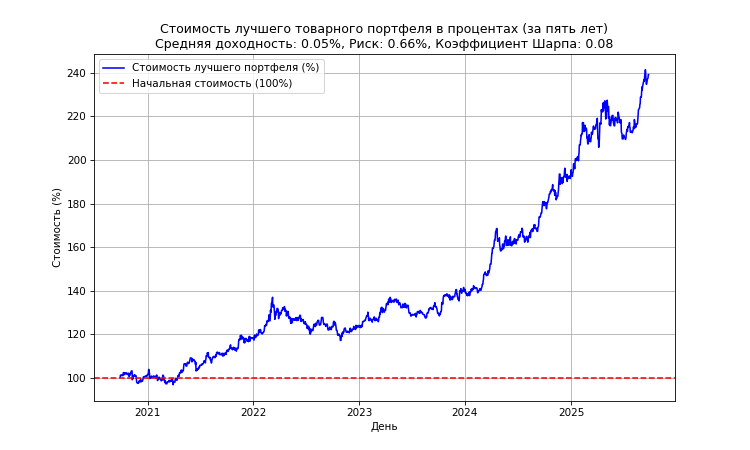 Стоимость лучшего товарного портфеля в процентах (за пять лет)
Средняя доходность: 0.05%, Риск: 0.66%, Коэффициент Шарпа: 0.08
Стоимость лучшего портфеля (%)
Начальная стоимость (100%)
Стоимость (%)
240
220
200
180
160
140
120
100
2021
2022
2023
2024
2025
День